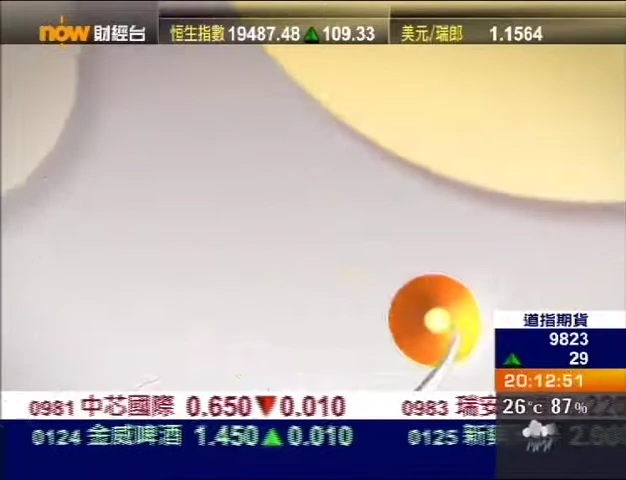 now 財經台 恒生指數 19487.48 ▲ 109.33 美元/瑞郎 1.1564
道指期貨
9823
▲ 29
20:12:51
0981 中芯國際 0.650 ▼ 0.010 0983 瑞安
26°c 87%
0124 金威啤酒 1.450 ▲ 0.010 0125